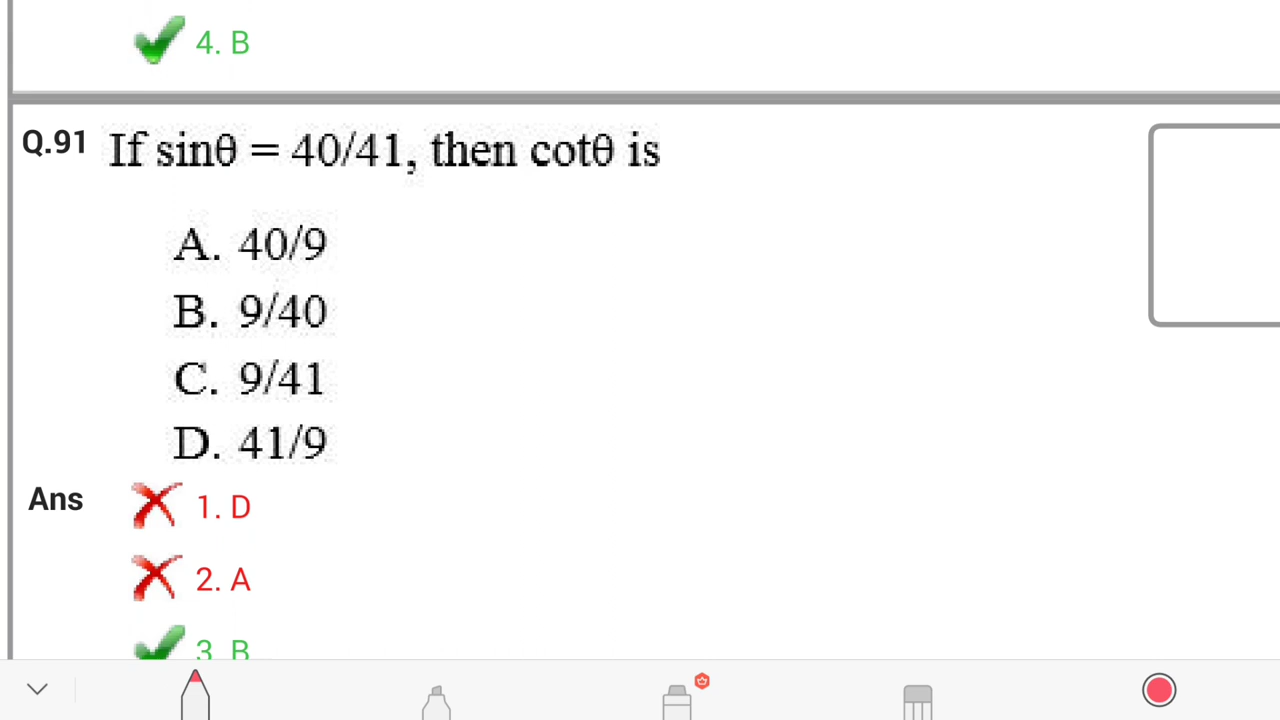 4. B
Q.91 If sinθ = 40/41, then cotθ is
A. 40/9
B. 9/40
C. 9/41
D. 41/9
Ans 1. D
2. A
3. B